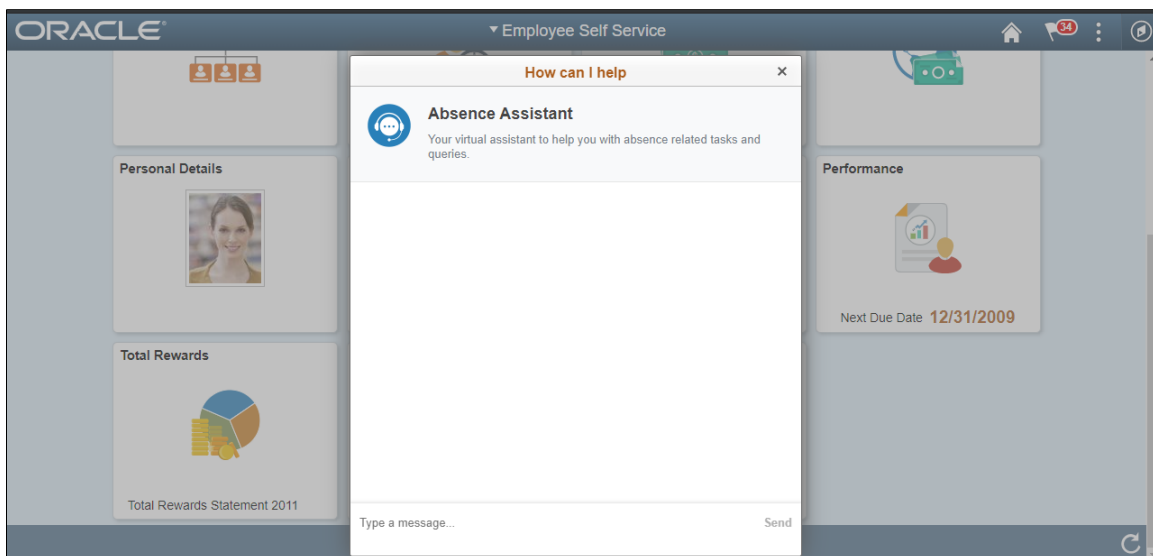 ORACLE
Employee Self Service
34
How can I help
×
Absence Assistant
Your virtual assistant to help you with absence related tasks and
queries.
Personal Details
Performance
Next Due Date 12/31/2009
Total Rewards
Total Rewards Statement 2011
Type a message...
Send